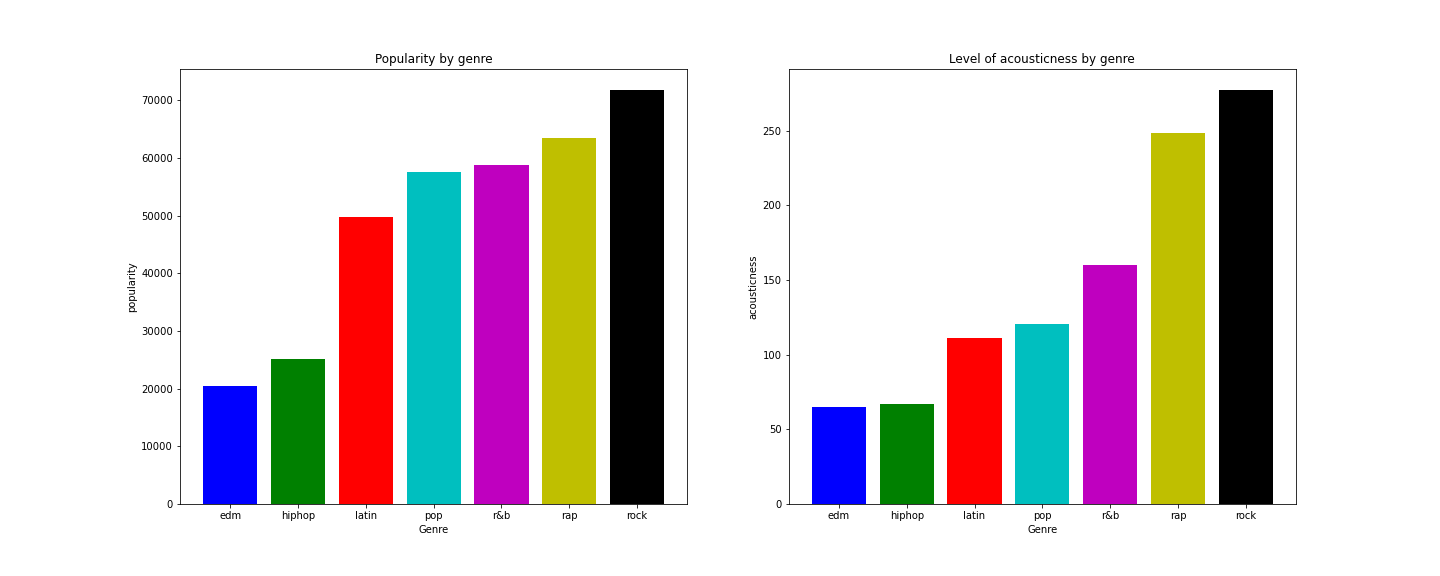 Popularity by genre
70000
60000
50000
40000
30000
20000
10000
0
popularity
edm hiphop latin pop r&b rap rock
Genre
Level of acousticness by genre
250
200
150
100
50
0
acousticness
edm hiphop latin pop r&b rap rock
Genre